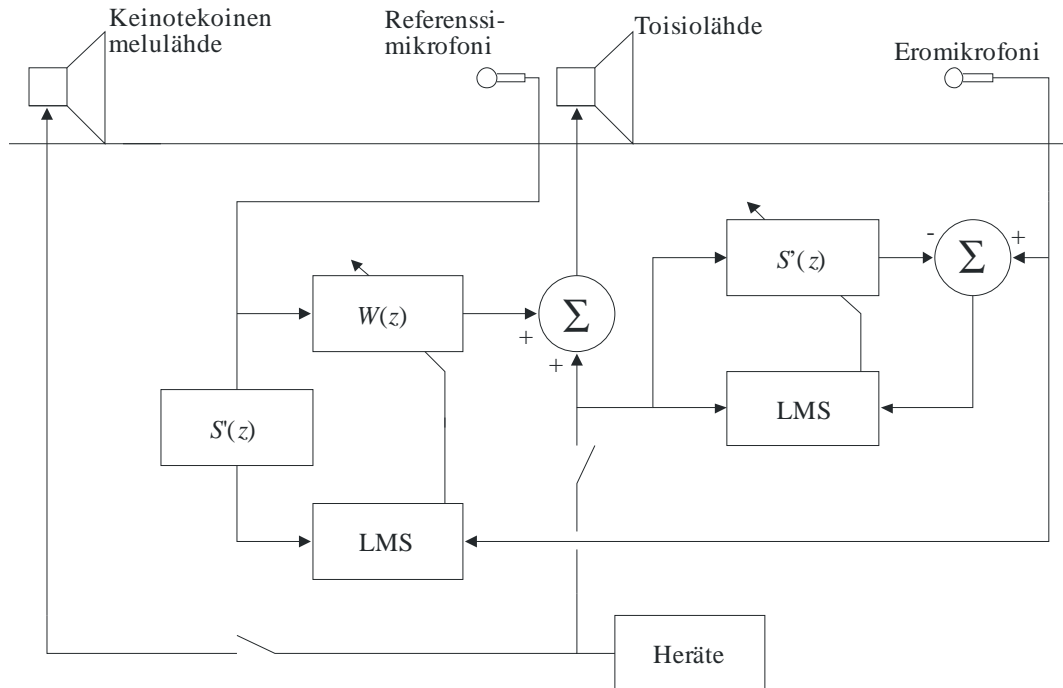 Keinotekoinen
melulähde
Referenssi-
mikrofoni
Toisiolähde
Eromikrofoni
S'(z)
-
+
Σ
W(z)
+
+
Σ
S'(z)
LMS
LMS
Heräte